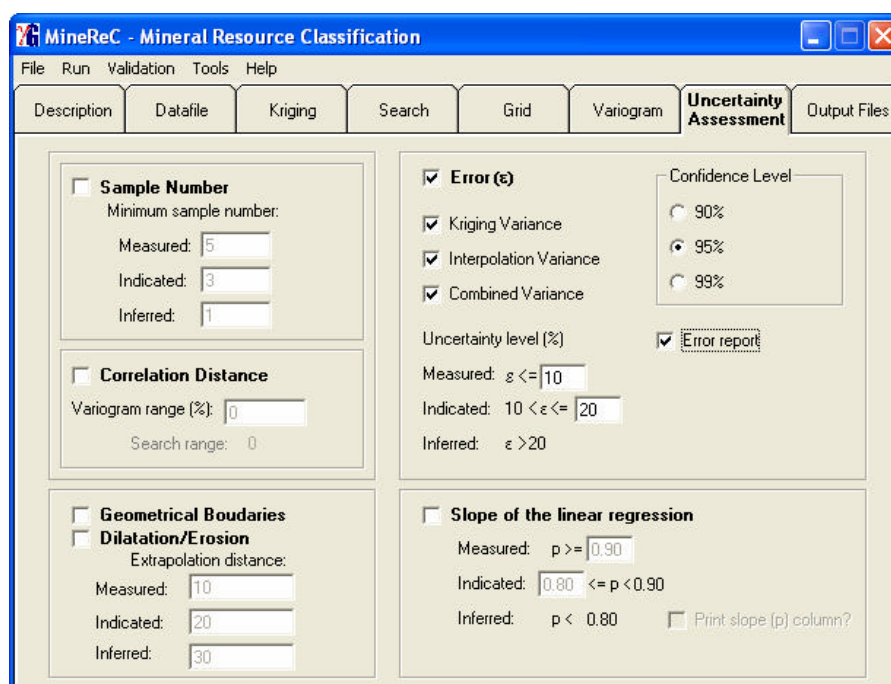 MineReC - Mineral Resource Classification
File Run Validation Tools Help
Description Datafile Kriging Search Grid Variogram Uncertainty Assessment Output Files
Sample Number
Minimum sample number:
Measured: 5
Indicated: 3
Inferred: 1
Correlation Distance
Variogram range (%): 0
Search range: 0
Geometrical Boudaries
Dilatation/Erosion
Extrapolation distance:
Measured: 10
Indicated: 20
Inferred: 30
Error (ε)
Kriging Variance
Interpolation Variance
Combined Variance
Confidence Level
90%
95%
99%
Uncertainty level (%)
Error report
Measured: ε <= 10
Indicated: 10 < ε <= 20
Inferred: ε >20
Slope of the linear regression
Measured: p >= 0.90
Indicated: 0.80 <= p < 0.90
Inferred: p < 0.80
Print slope (p) column?